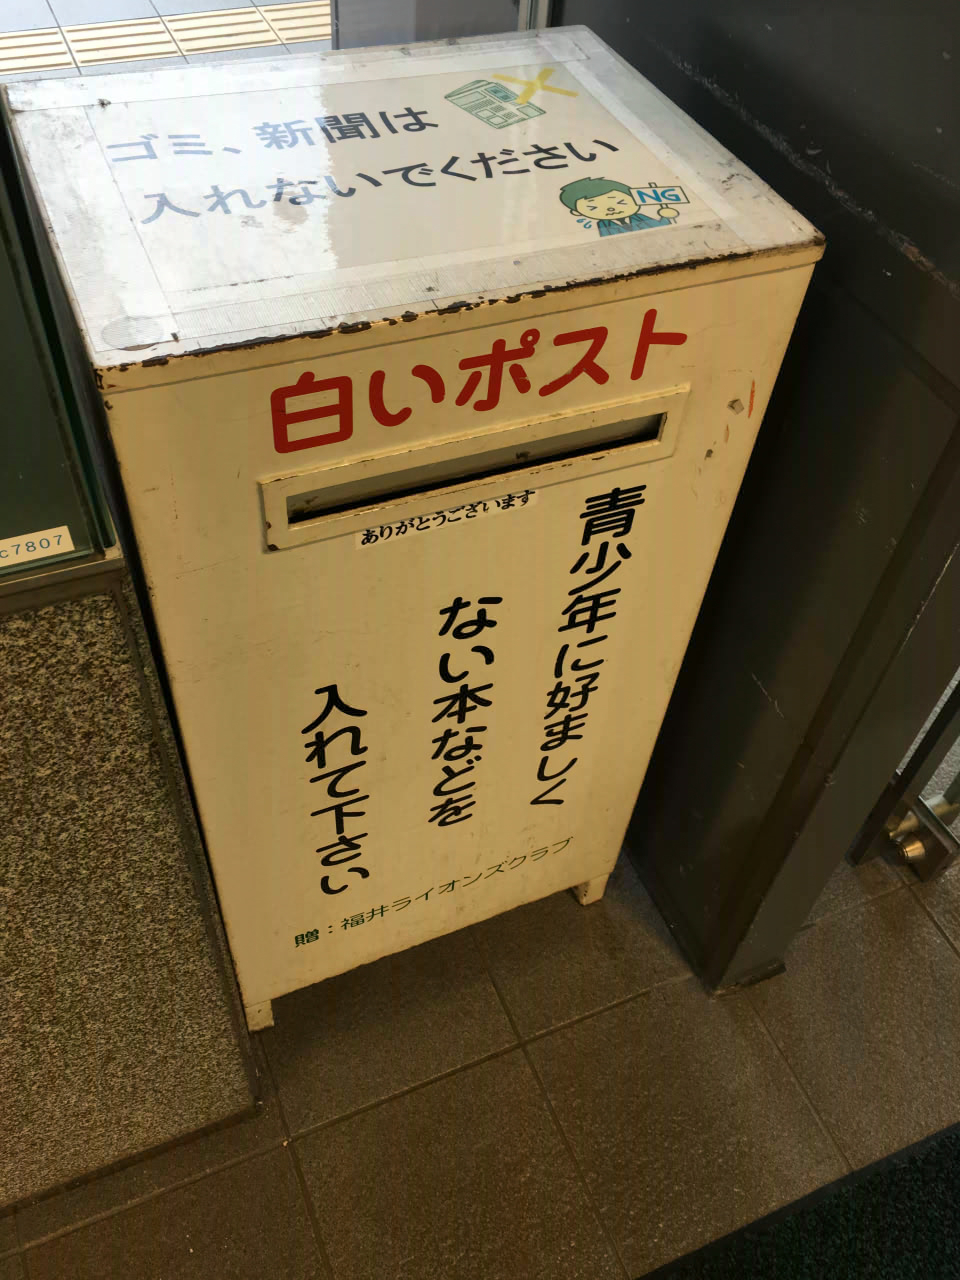 ゴミ、新聞は
入れないでください
NG
白いポスト
ありがとうございます
青少年に好ましく
ない本などを
入れて下さい
贈：福井ライオンズクラブ
c7807